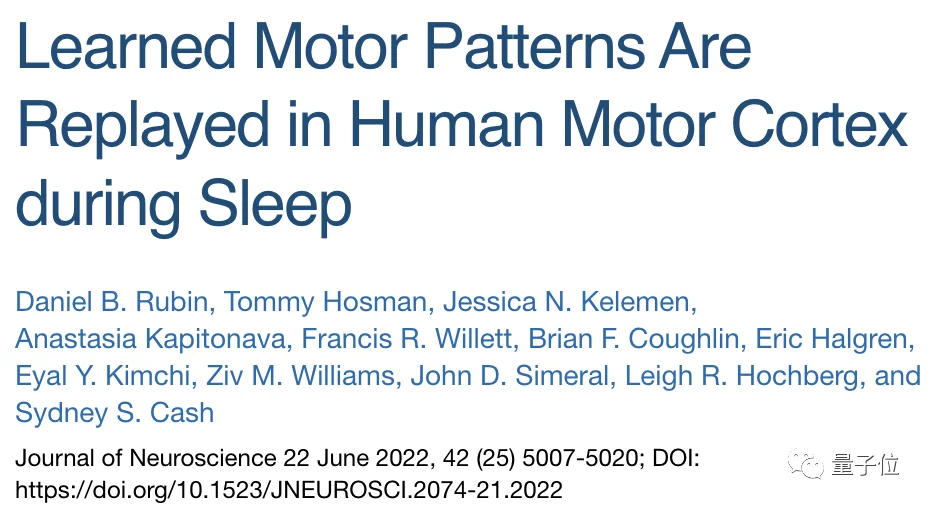 Learned Motor Patterns Are
Replayed in Human Motor Cortex
during Sleep
Daniel B. Rubin, Tommy Hosman, Jessica N. Kelemen,
Anastasia Kapitonava, Francis R. Willett, Brian F. Coughlin, Eric Halgren,
Eyal Y. Kimchi, Ziv M. Williams, John D. Simeral, Leigh R. Hochberg, and
Sydney S. Cash
Journal of Neuroscience 22 June 2022, 42 (25) 5007-5020; DOI:
https://doi.org/10.1523/JNEUROSCI.2074-21.2022
量子位